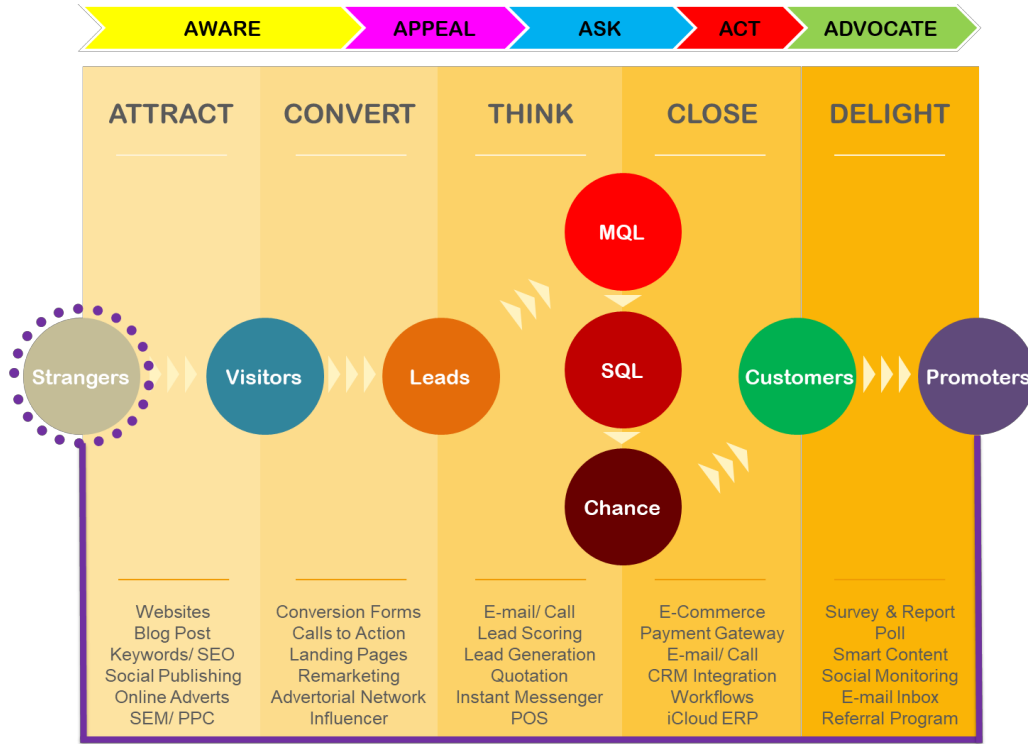 AWARE
APPEAL
ASK
ACT
ADVOCATE
ATTRACT
CONVERT
THINK
CLOSE
DELIGHT
MQL
Strangers
Visitors
Leads
SQL
Customers
Promoters
Chance
Websites
Blog Post
Keywords/ SEO
Social Publishing
Online Adverts
SEM/ PPC
Conversion Forms
Calls to Action
Landing Pages
Remarketing
Advertorial Network
Influencer
E-mail/ Call
Lead Scoring
Lead Generation
Quotation
Instant Messenger
POS
E-Commerce
Payment Gateway
E-mail/ Call
CRM Integration
Workflows
iCloud ERP
Survey & Report
Poll
Smart Content
Social Monitoring
E-mail Inbox
Referral Program